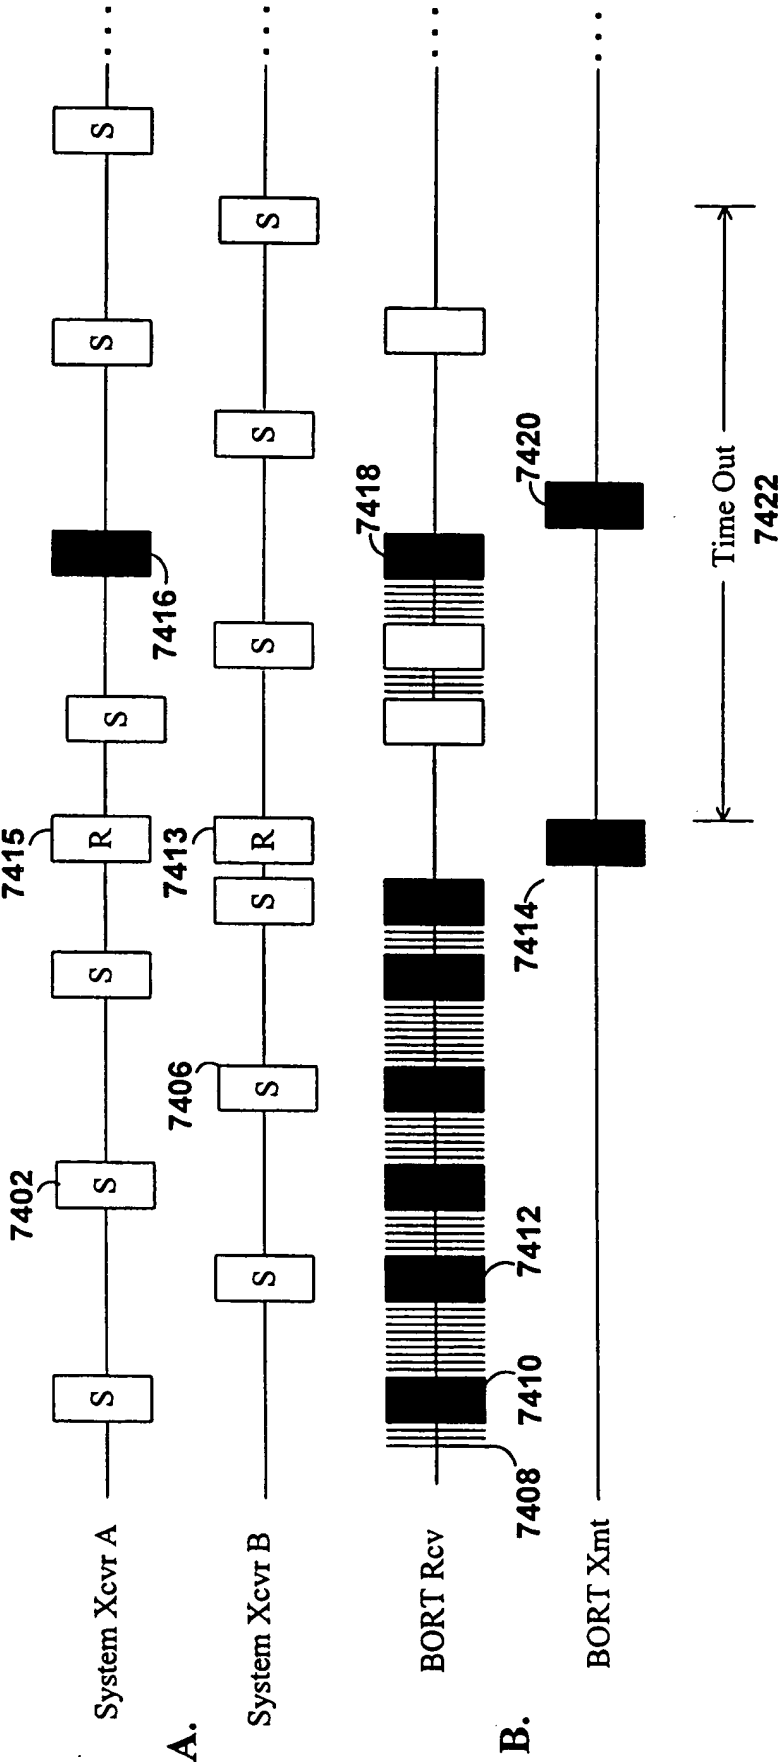 7402 7415
System Xcvr A S S S R S S S ...
A.
7406 7413 7416
System Xcvr B S S S R S S S ...
7418
BORT Rcv ...
B.
7408 7410 7412 7414 7420
BORT Xmt ...
Time Out
7422